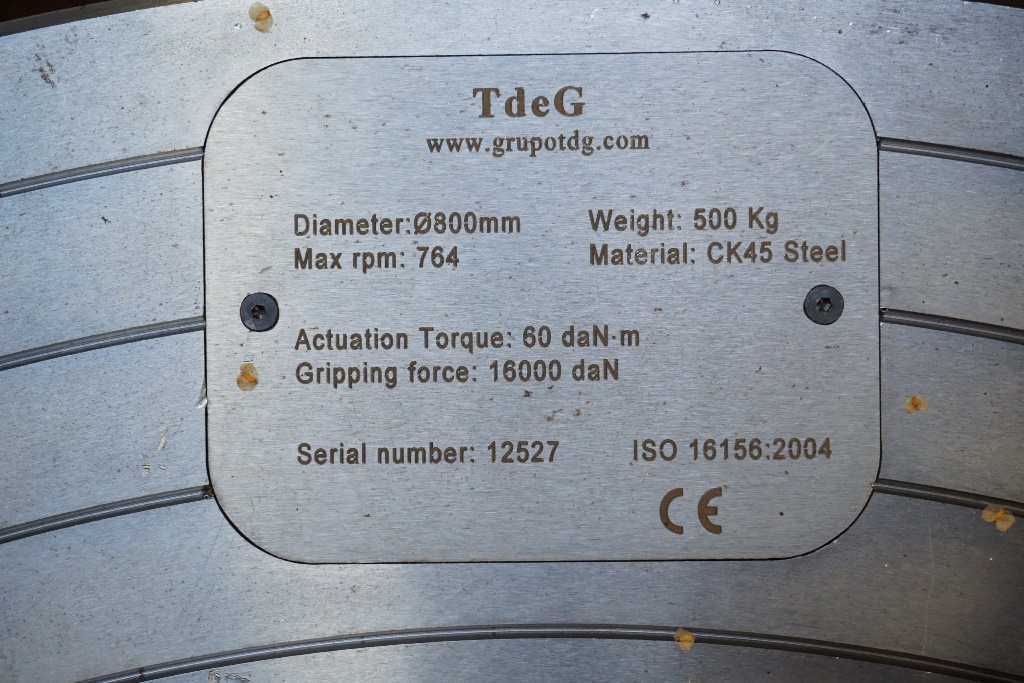 TdeG
www.grupotdg.com
Diameter:Ø800mm Weight: 500 Kg
Max rpm: 764 Material: CK45 Steel
Actuation Torque: 60 daN·m
Gripping force: 16000 daN
Serial number: 12527 ISO 16156:2004
CE